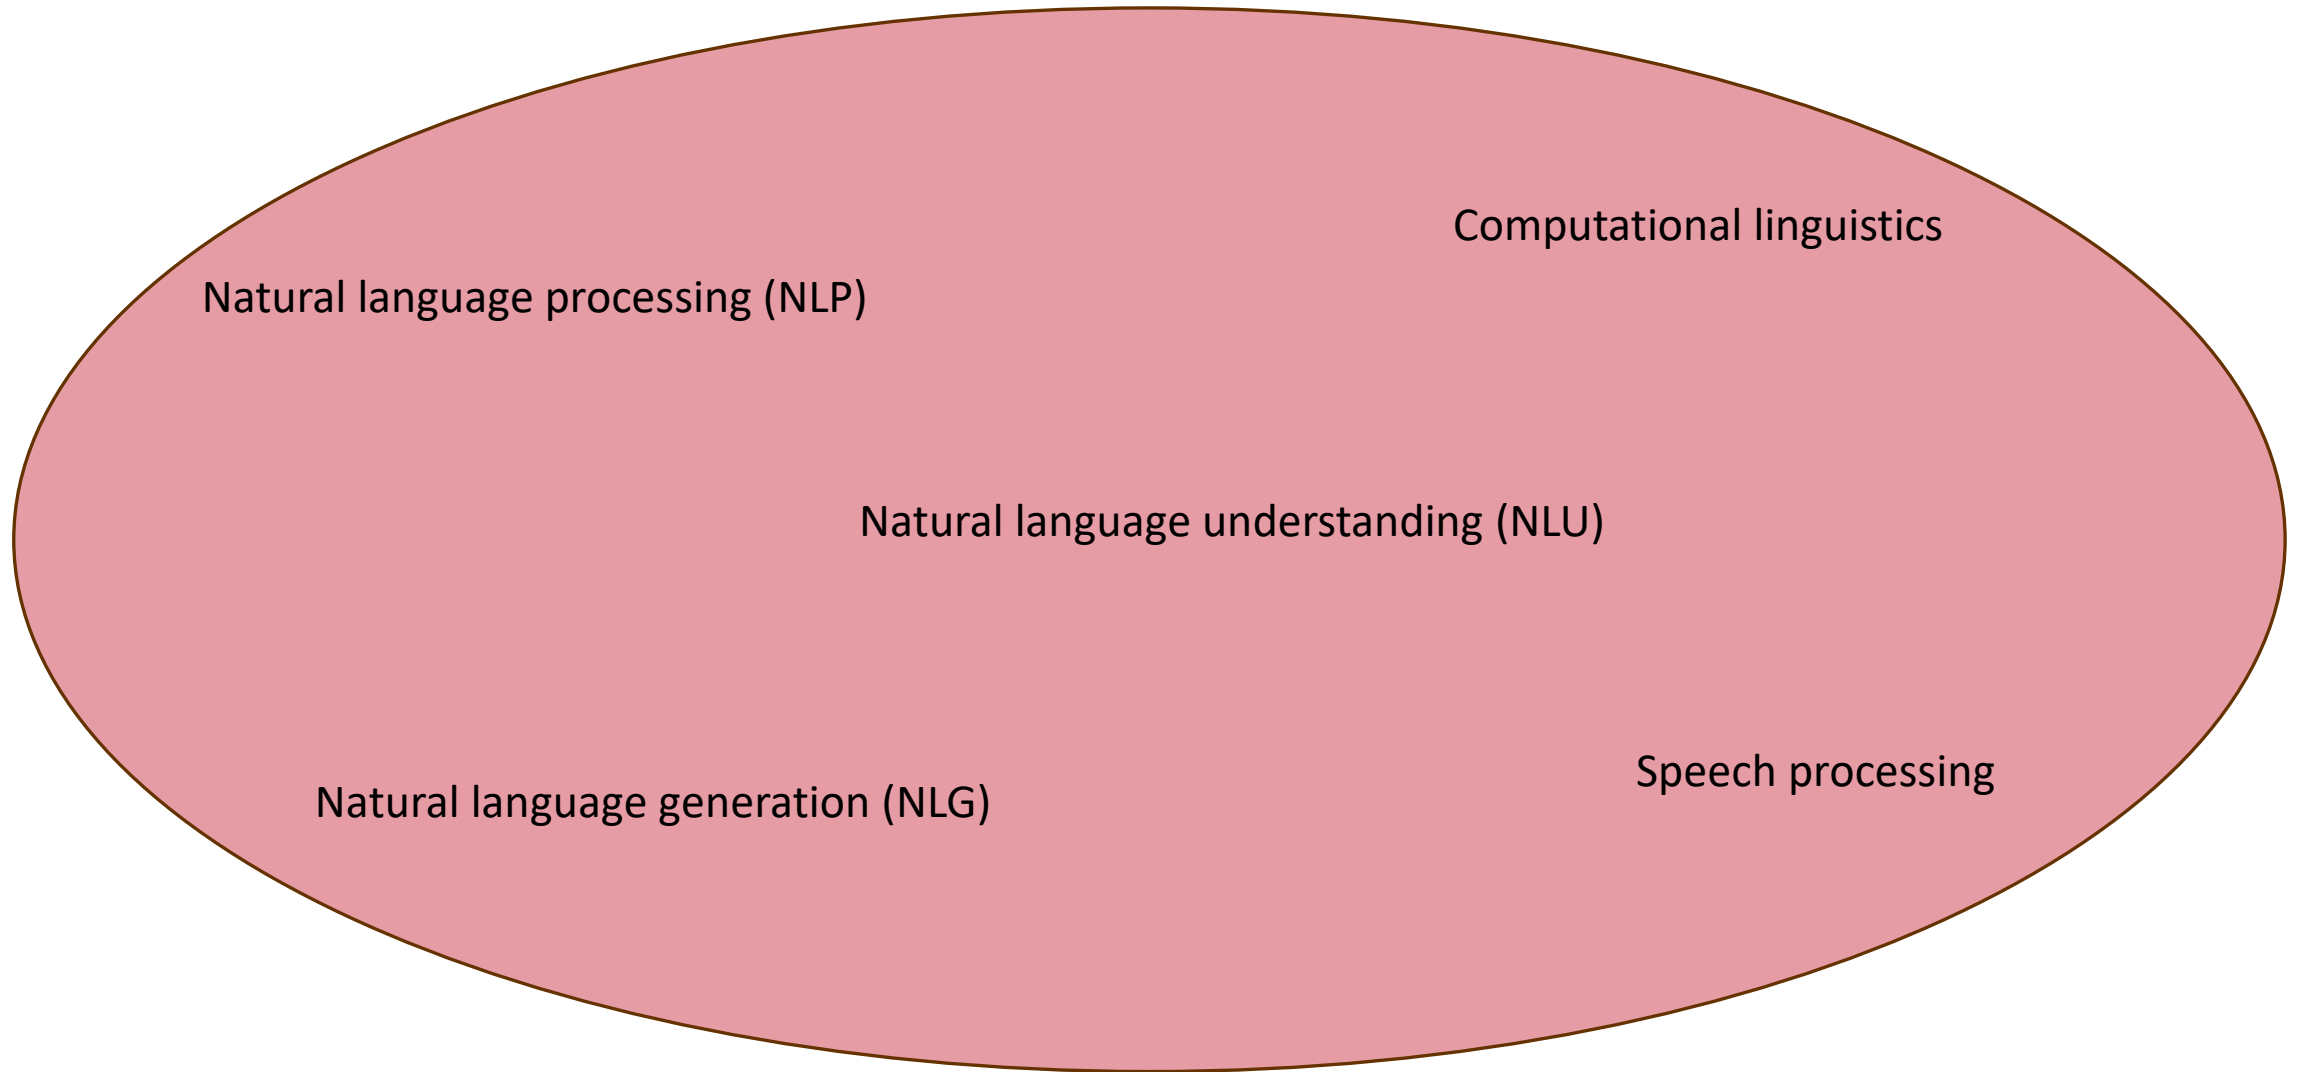 Computational linguistics
Natural language processing (NLP)
Natural language understanding (NLU)
Speech processing
Natural language generation (NLG)